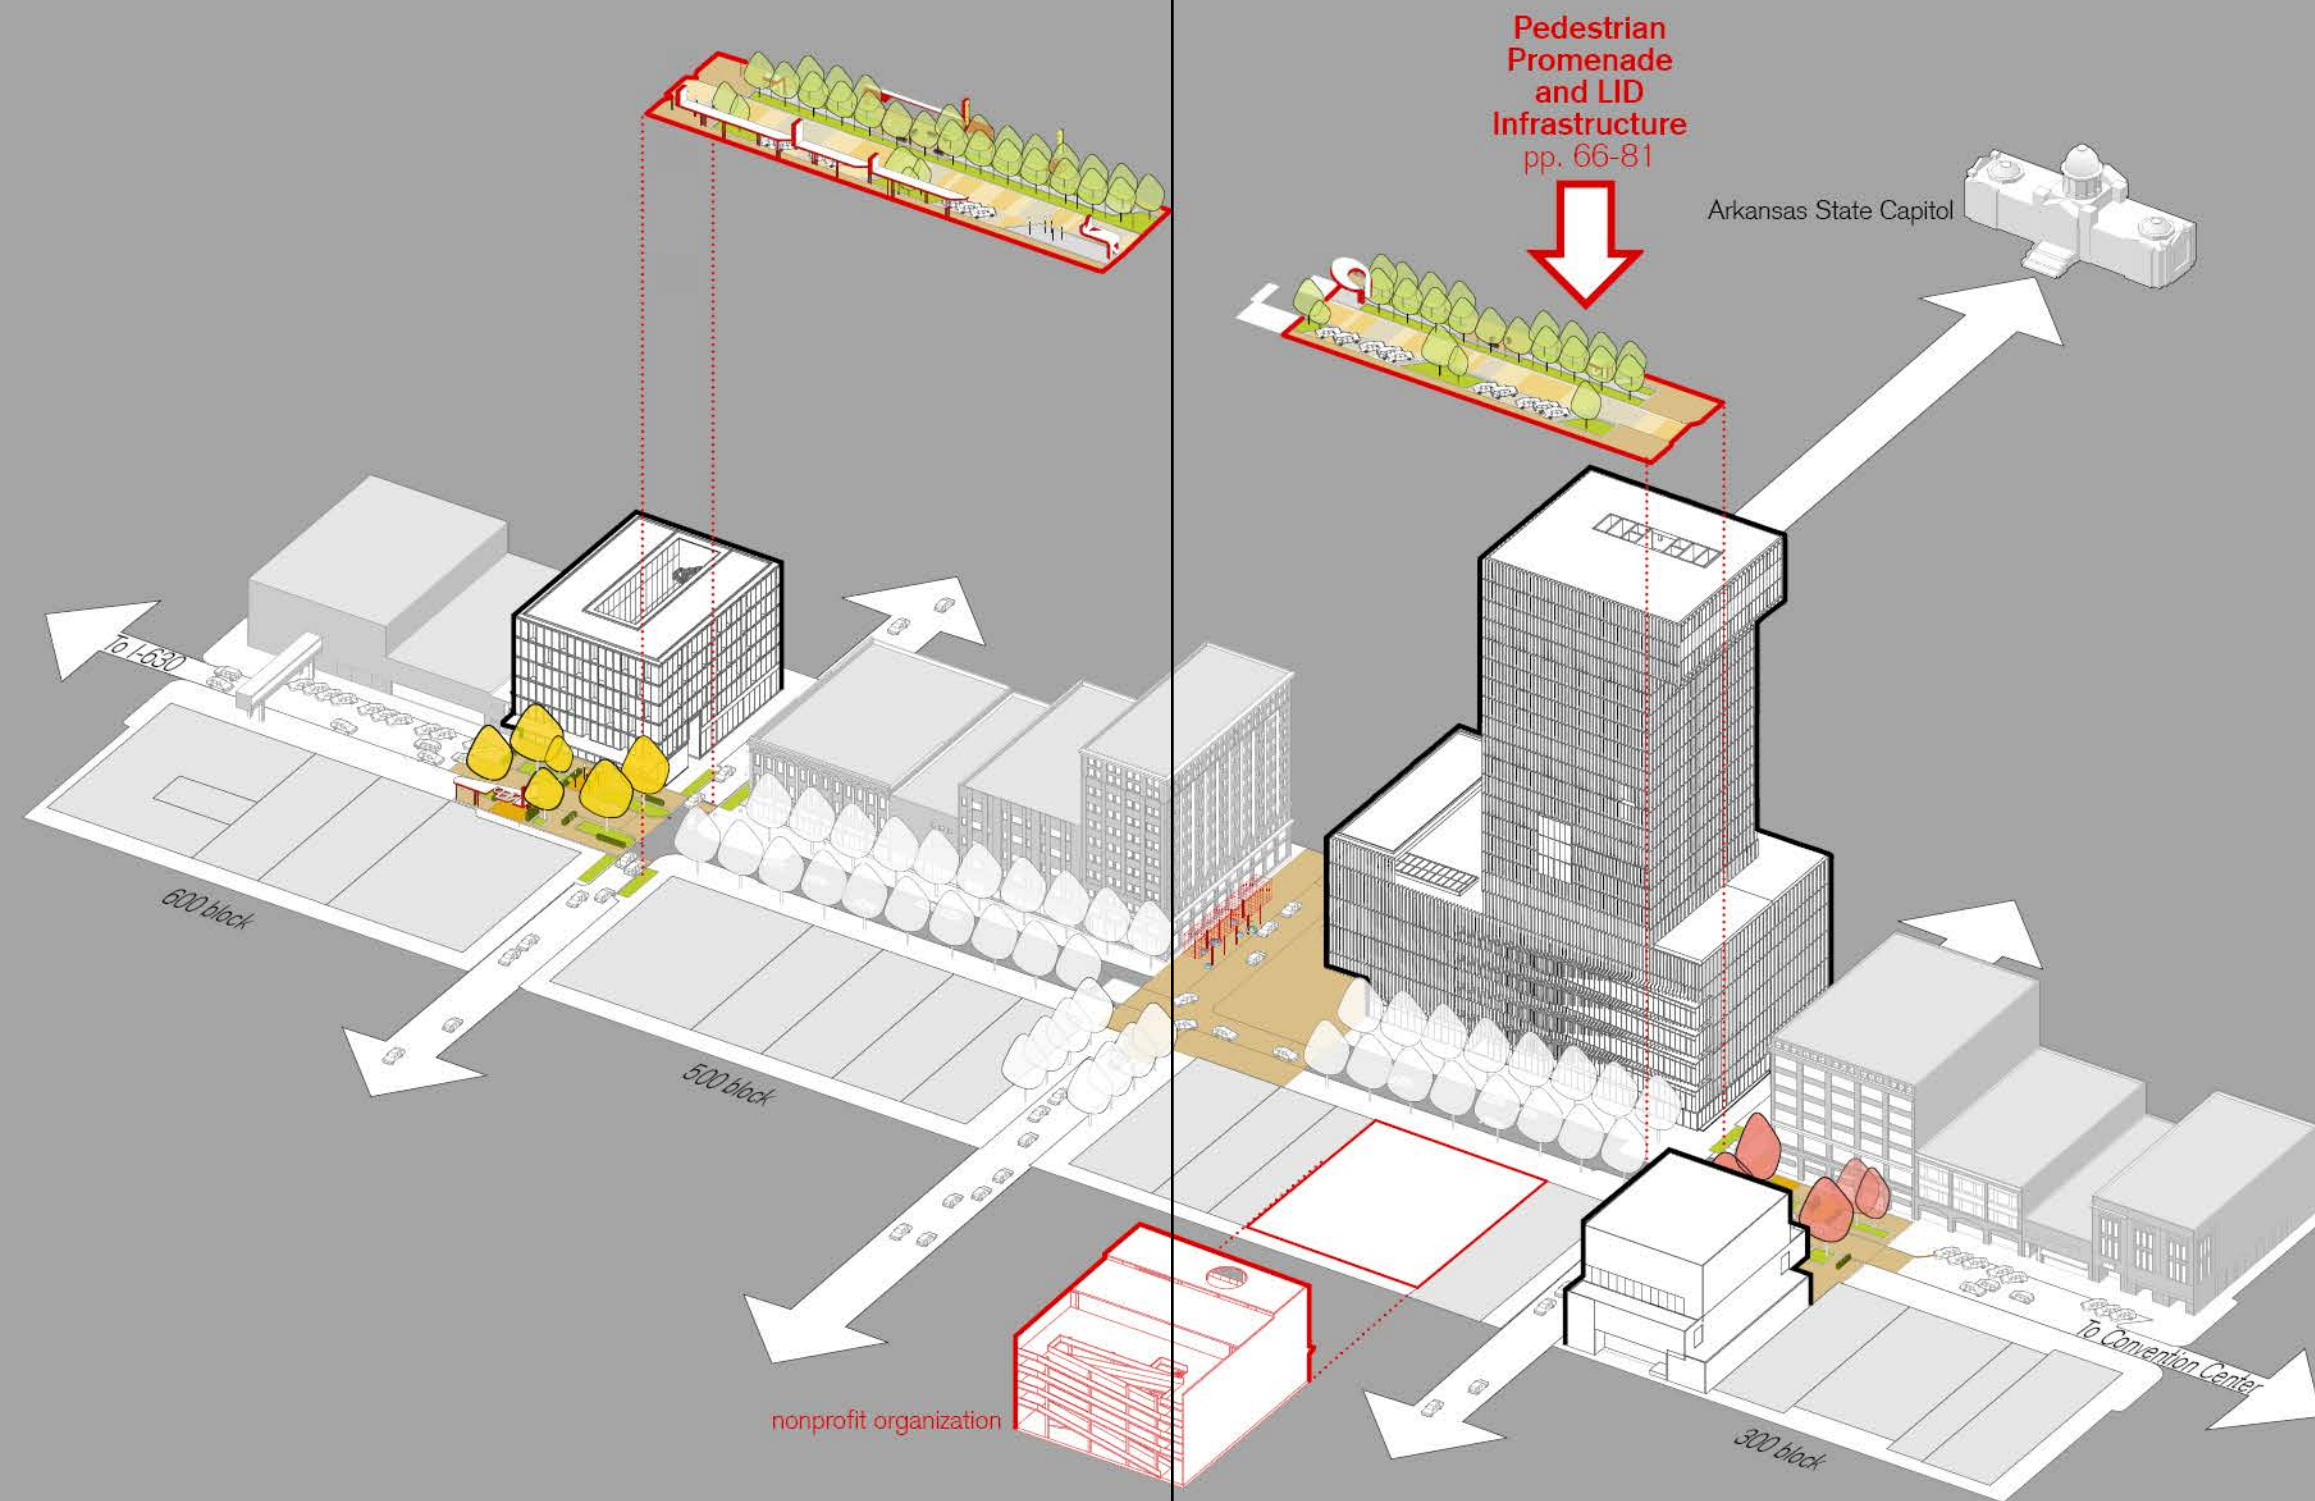 Pedestrian
Promenade
and LID
Infrastructure
pp. 66-81
Arkansas State Capitol
To I-630
600 block
500 block
To Convention Center
nonprofit organization
300 block